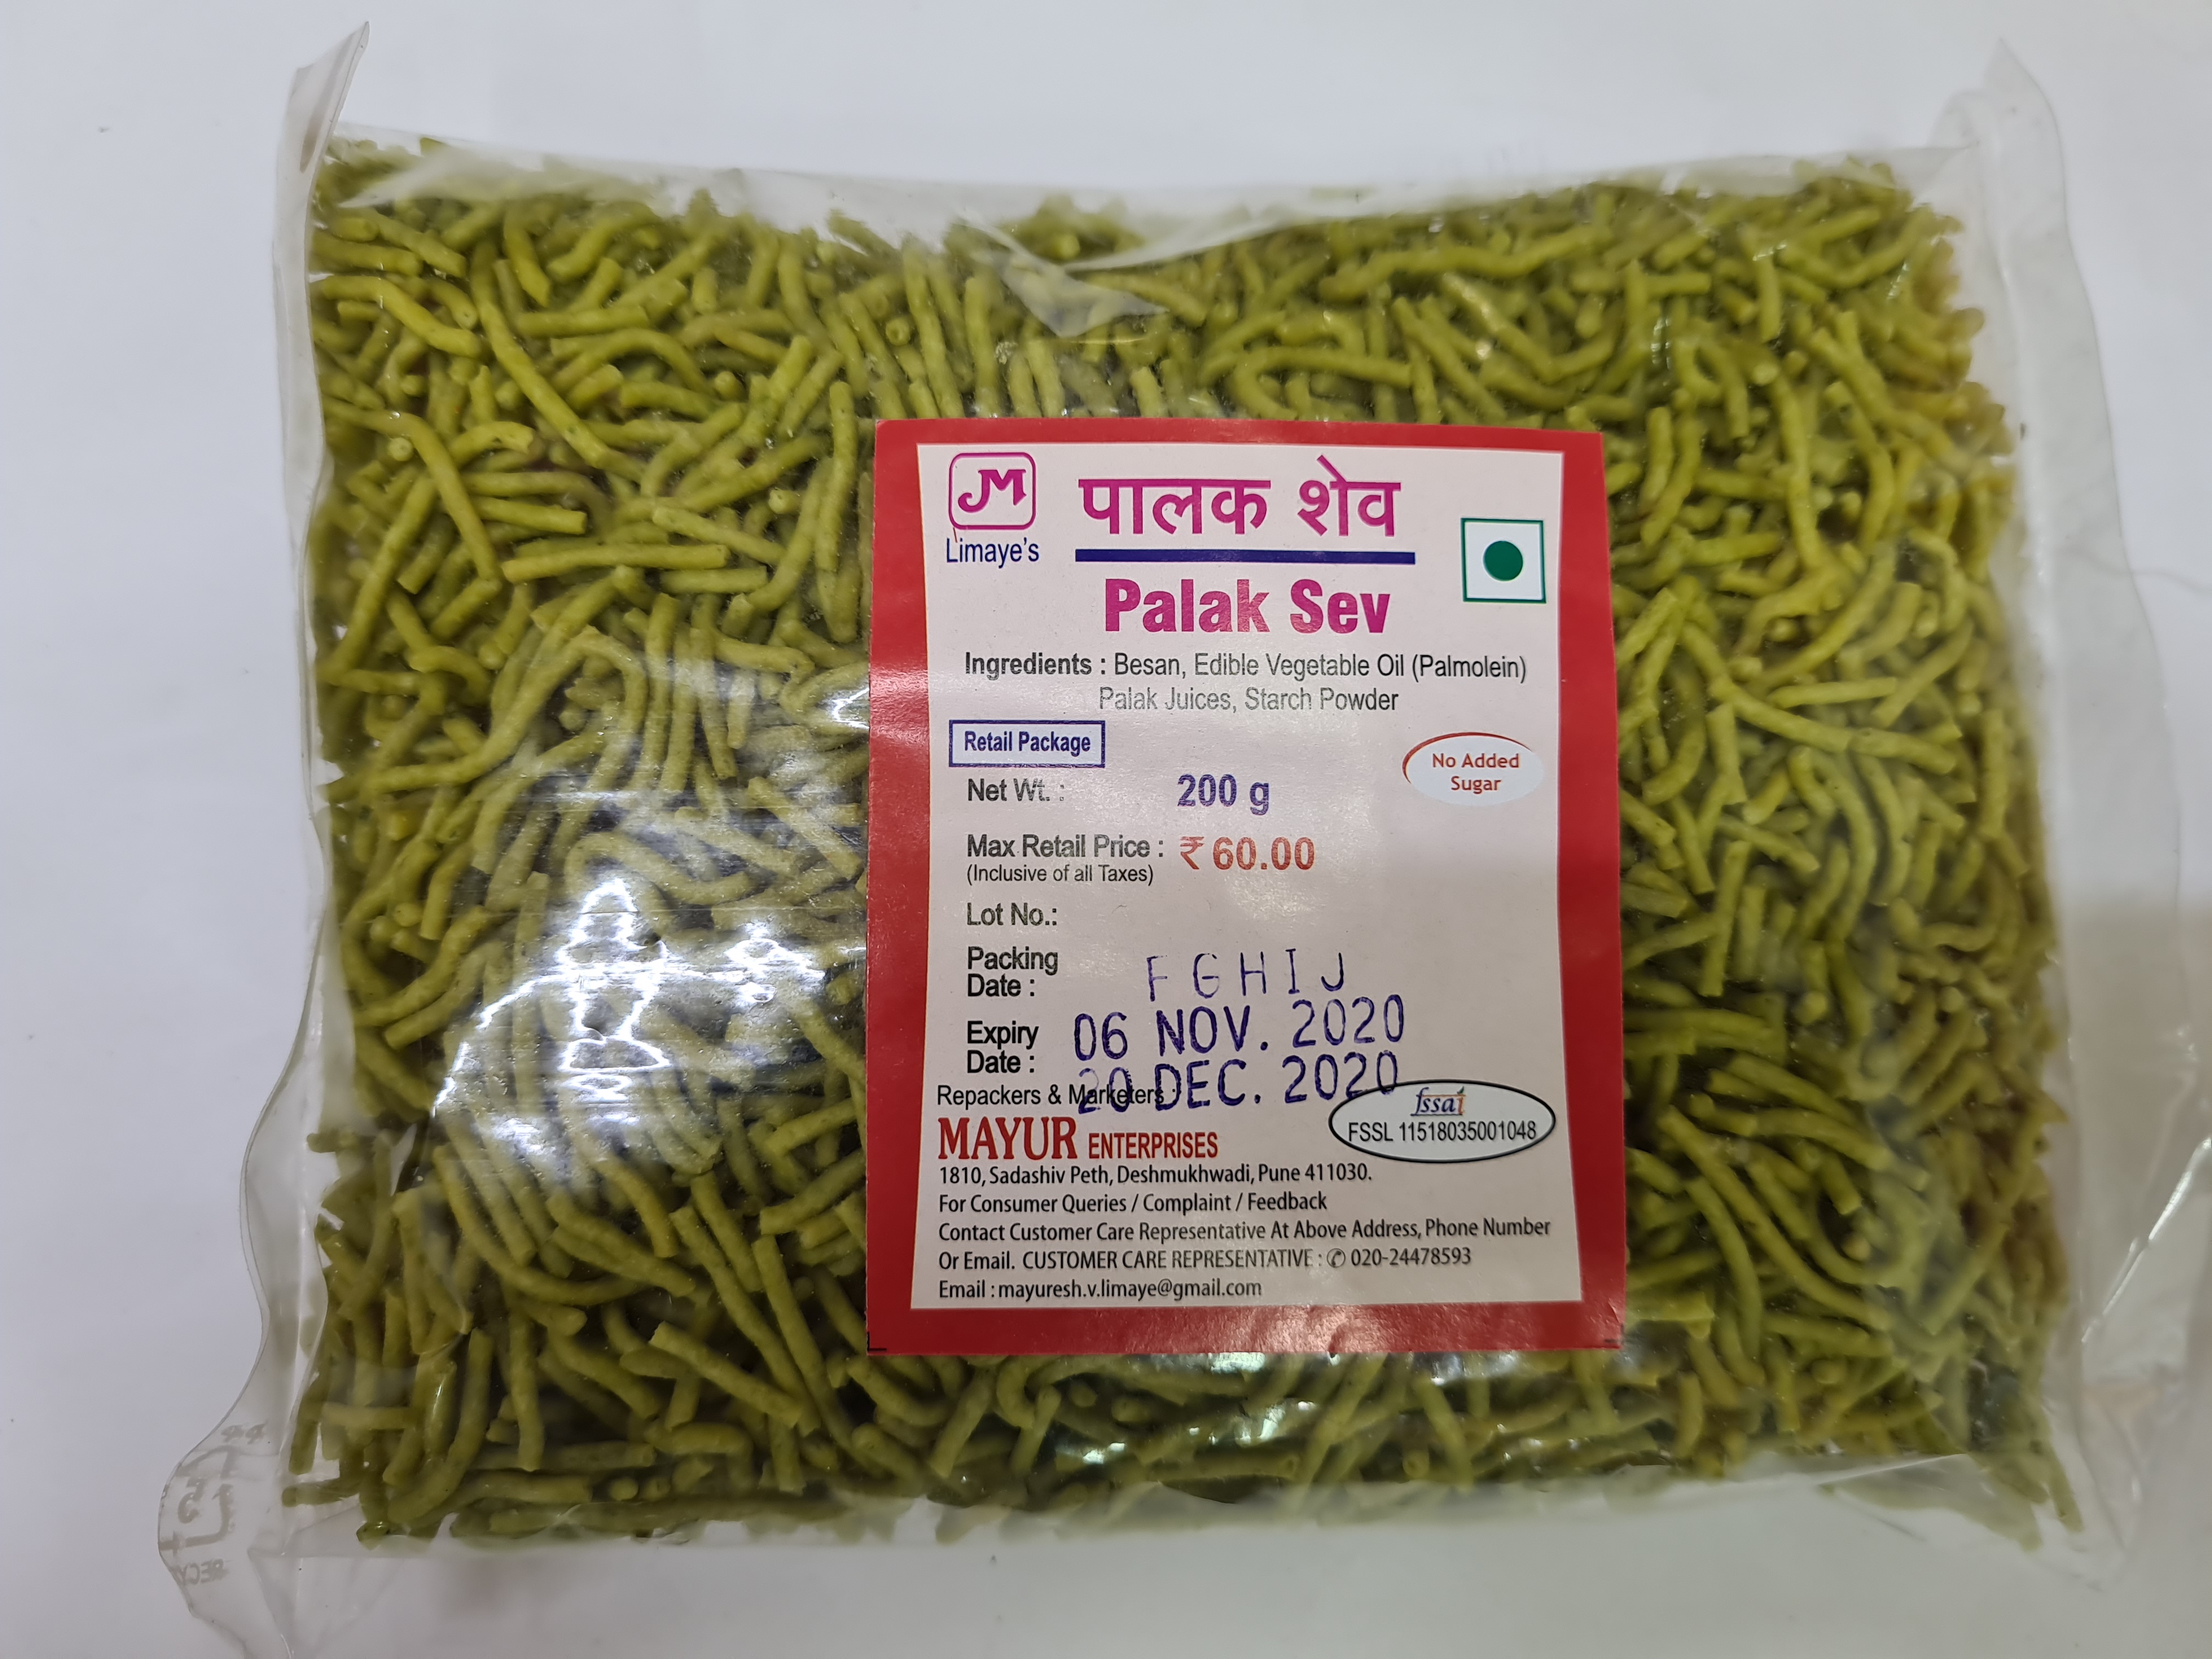 JM
Limaye's
पालक शेव
Palak Sev
Ingredients : Besan, Edible Vegetable Oil (Palmolein)
Palak Juices, Starch Powder
Retail Package
No Added
Sugar
Net Wt. : 200 g
Max Retail Price : ₹ 60.00
(Inclusive of all Taxes)
Lot No.:
Packing
Date :
F G H I J
Expiry
Date :
06 NOV. 2020
20 DEC. 2020
Repackers & Marketers :
fssai
FSSL 11518035001048
MAYUR ENTERPRISES
1810, Sadashiv Peth, Deshmukhwadi, Pune 411030.
For Consumer Queries / Complaint / Feedback
Contact Customer Care Representative At Above Address, Phone Number
Or Email. CUSTOMER CARE REPRESENTATIVE : ✆ 020-24478593
Email : mayuresh.v.limaye@gmail.com